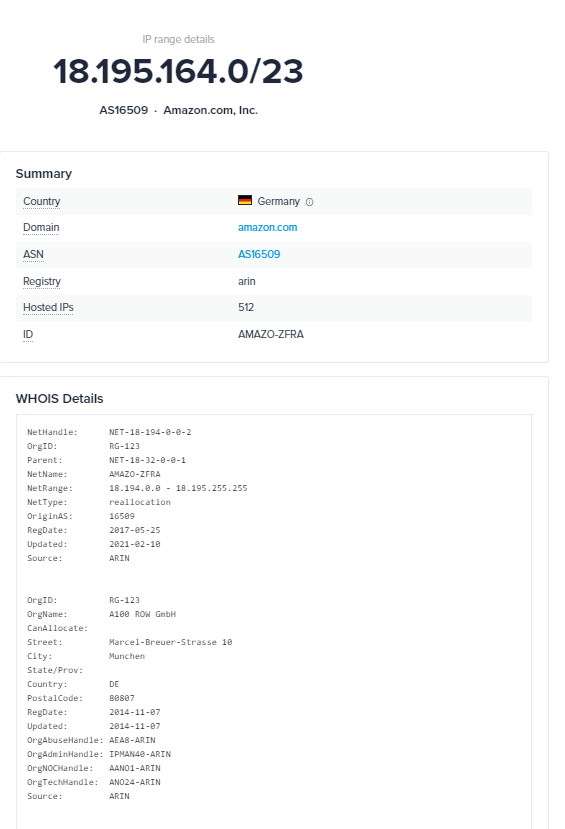 IP range details
18.195.164.0/23
AS16509 · Amazon.com, Inc.
Summary
Country Germany
Domain amazon.com
ASN AS16509
Registry arin
Hosted IPs 512
ID AMAZO-ZFRA
WHOIS Details
NetHandle: NET-18-194-0-0-2
OrgID: RG-123
Parent: NET-18-32-0-0-1
NetName: AMAZO-ZFRA
NetRange: 18.194.0.0 - 18.195.255.255
NetType: reallocation
OriginAS: 16509
RegDate: 2017-05-25
Updated: 2021-02-10
Source: ARIN
OrgID: RG-123
OrgName: A100 ROW GmbH
CanAllocate:
Street: Marcel-Breuer-Strasse 10
City: Munchen
State/Prov:
Country: DE
PostalCode: 80807
RegDate: 2014-11-07
Updated: 2014-11-07
OrgAbuseHandle: AEA8-ARIN
OrgAdminHandle: IPMAN40-ARIN
OrgNOCHandle: AANO1-ARIN
OrgTechHandle: ANO24-ARIN
Source: ARIN